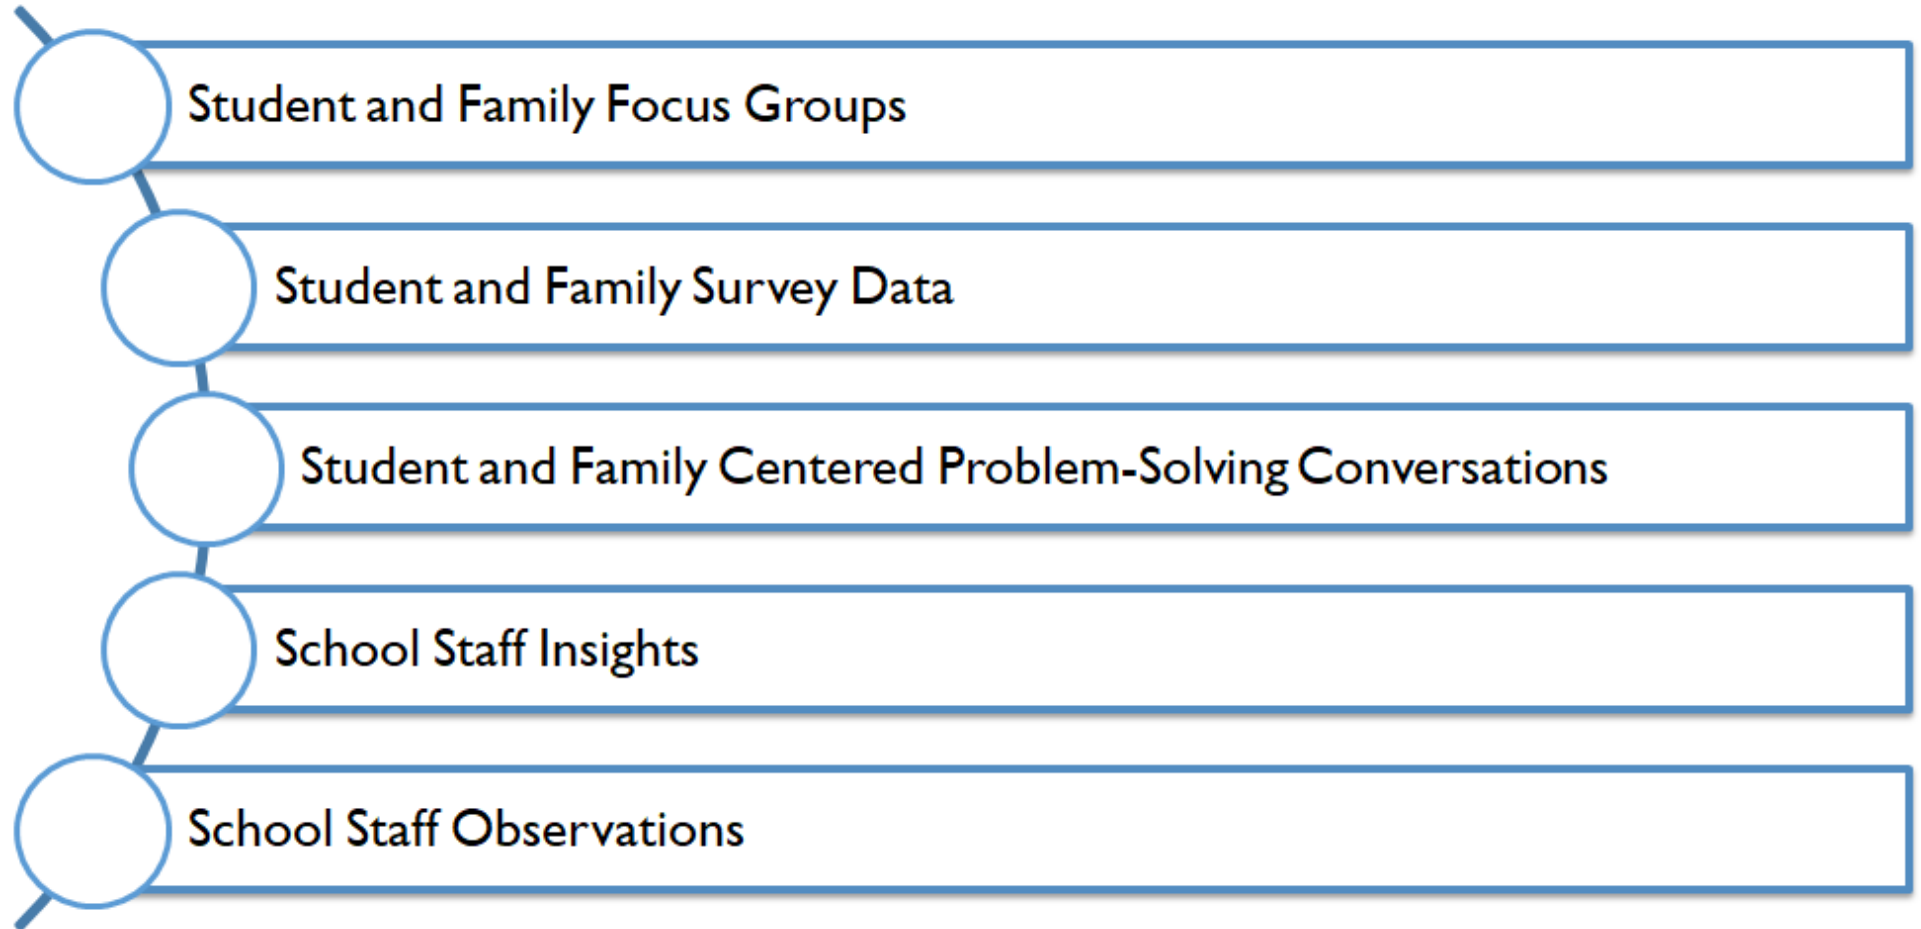 Student and Family Focus Groups
Student and Family Survey Data
Student and Family Centered Problem-Solving Conversations
School Staff Insights
School Staff Observations